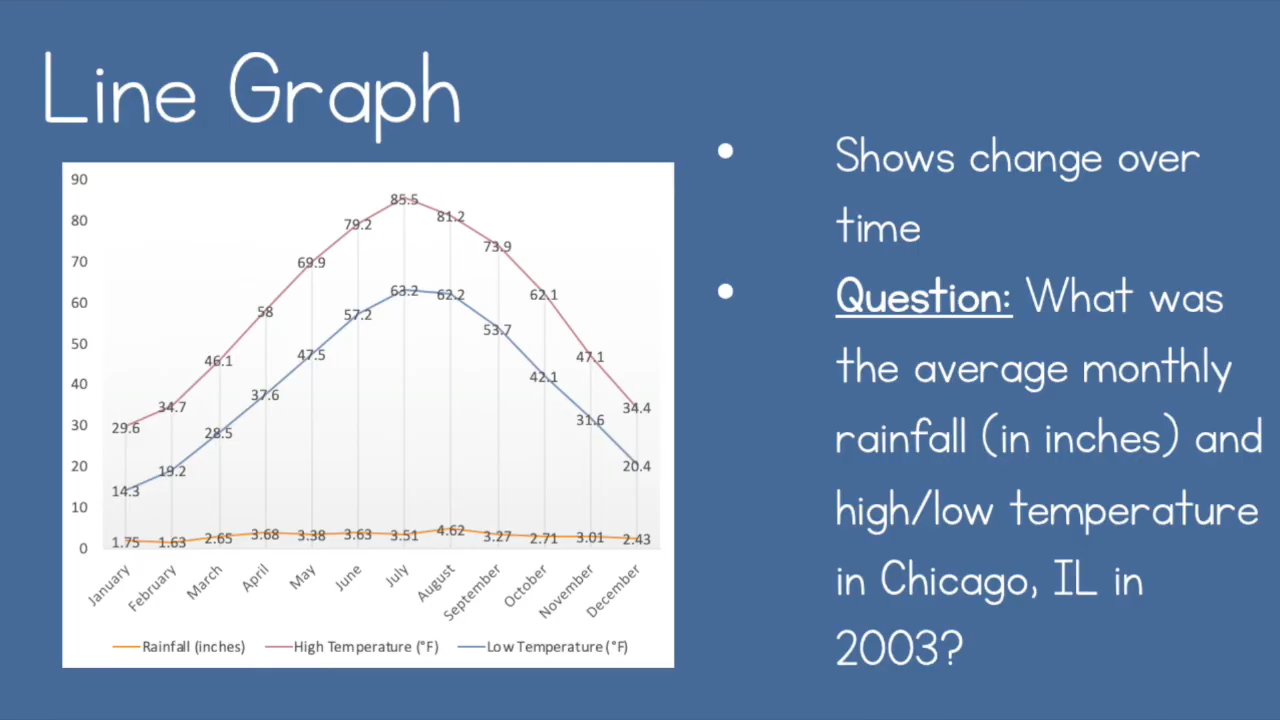 Line Graph
90
80
70
60
50
40
30
20
10
0
29.6 34.7 46.1 58 69.9 79.2 85.5 81.2 73.9 62.1 47.1 34.4
14.3 19.2 28.5 37.6 47.5 57.2 63.2 62.2 53.7 42.1 31.6 20.4
1.75 1.63 2.65 3.68 3.38 3.63 3.51 4.62 3.27 2.71 3.01 2.43
January February March April May June July August September October November December
Rainfall (inches) High Temperature (°F) Low Temperature (°F)
• Shows change over
time
• Question: What was
the average monthly
rainfall (in inches) and
high/low temperature
in Chicago, IL in
2003?